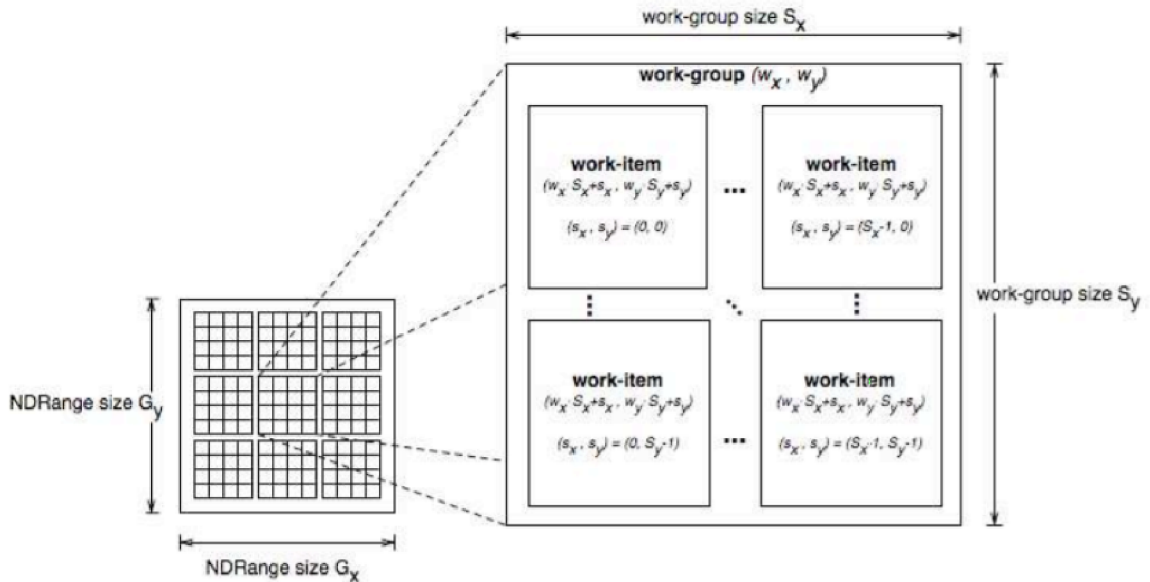 work-group size Sx
work-group (wx , wy)
work-item
(wx· Sx+sx , wy· Sy+sy)
(sx , sy) = (0, 0)
...
work-item
(wx· Sx+sx , wy· Sy+sy)
(sx , sy) = (Sx-1, 0)
work-group size Sy
work-item
(wx· Sx+sx , wy· Sy+sy)
(sx , sy) = (0, Sy-1)
...
work-item
(wx· Sx+sx , wy· Sy+sy)
(sx , sy) = (Sx-1, Sy-1)
NDRange size Gy
NDRange size Gx